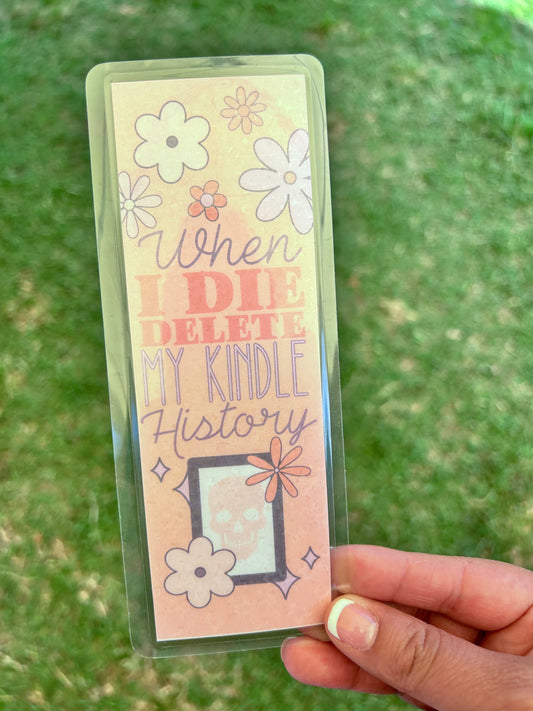 When
I DIE
DELETE
MY KINDLE
History